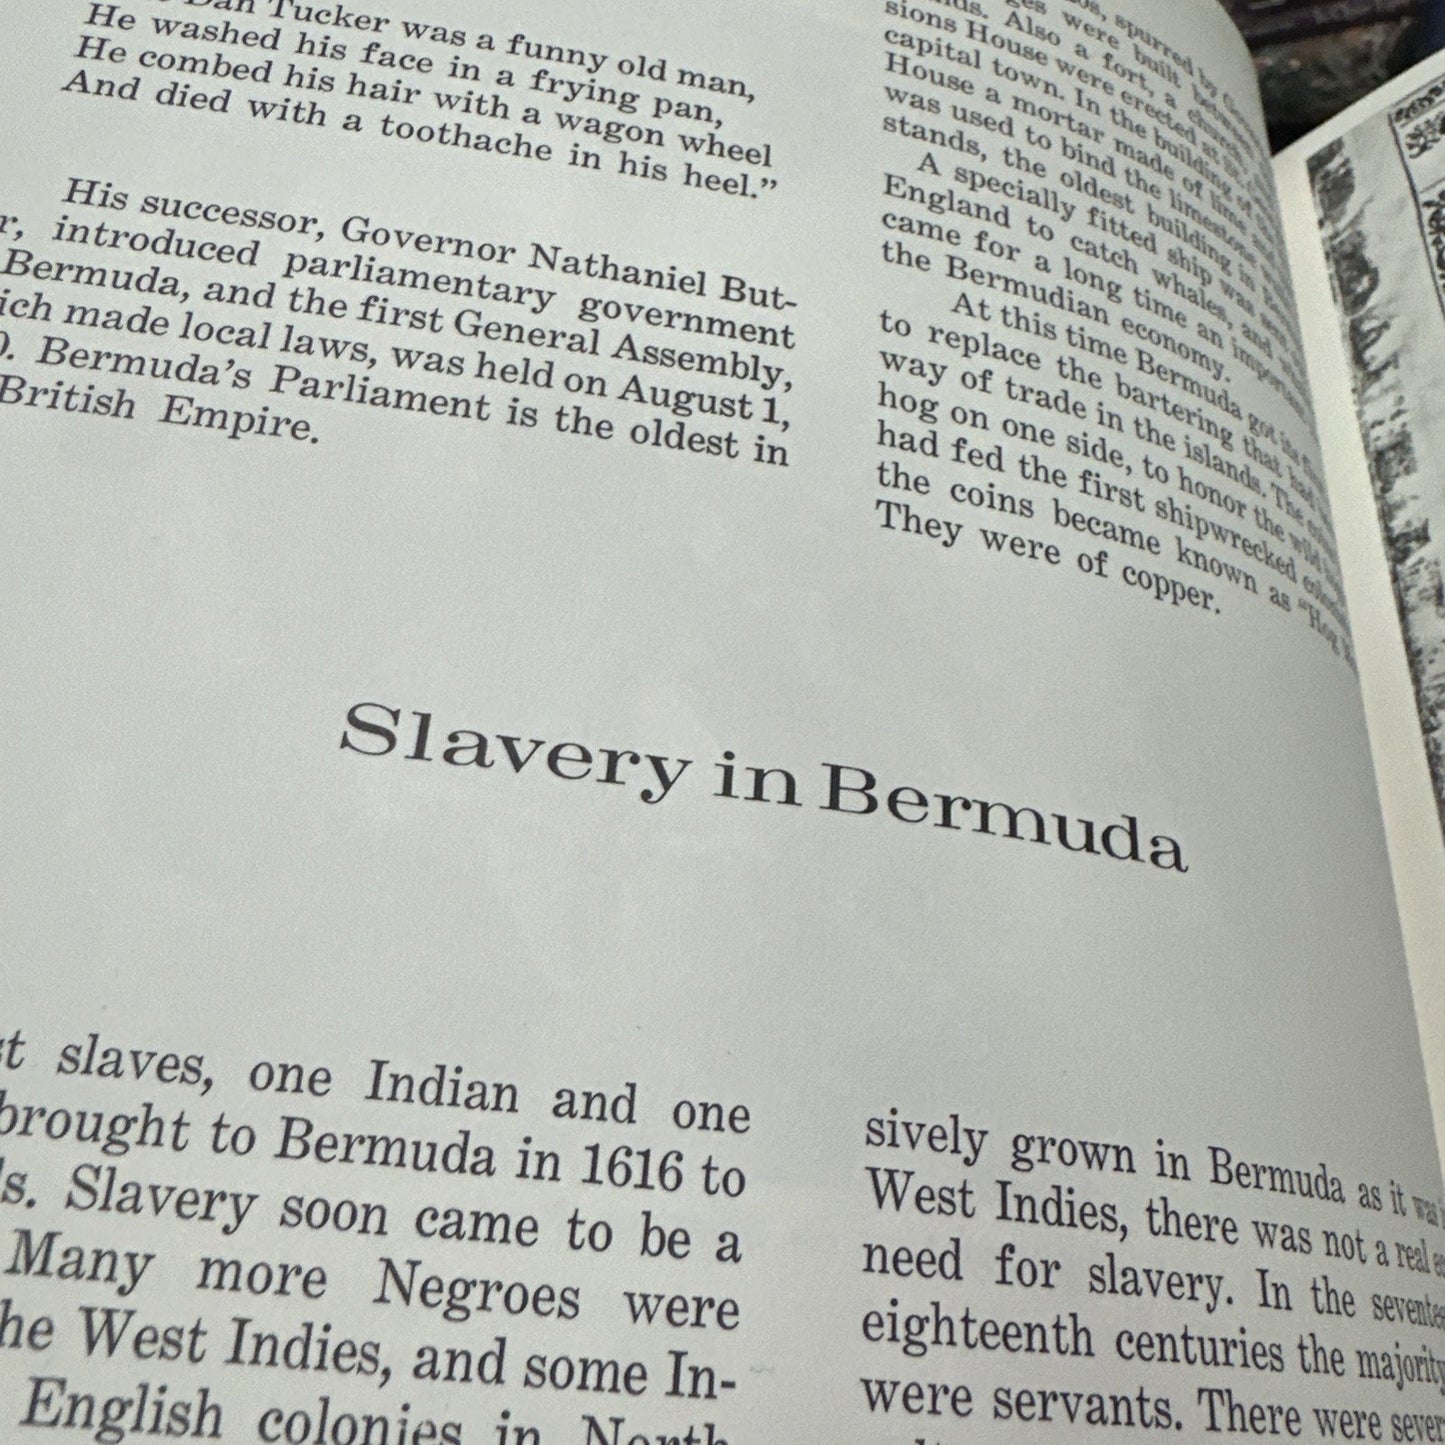 Dan Tucker was a funny old man,
He washed his face in a frying pan,
He combed his hair with a wagon wheel
And died with a toothache in his heel.”
His successor, Governor Nathaniel But-
r, introduced parliamentary government
Bermuda, and the first General Assembly,
ich made local laws, was held on August 1,
). Bermuda’s Parliament is the oldest in
British Empire.
spurred by
were built between
Also a fort, a church,
sions House were erected at St.
capital town. In the building of
House a mortar made of lime and
was used to bind the limestone
stands, the oldest building in
A specially fitted ship was sent
England to catch whales, and
came for a long time an important
the Bermudian economy.
At this time Bermuda got its
to replace the bartering that had
way of trade in the islands. The
hog on one side, to honor the wild
had fed the first shipwrecked
the coins became known as “Hog
They were of copper.
Slavery in Bermuda
st slaves, one Indian and one
brought to Bermuda in 1616 to
s. Slavery soon came to be a
Many more Negroes were
he West Indies, and some In-
English colonies in North
sively grown in Bermuda as it was
West Indies, there was not a real
need for slavery. In the
eighteenth centuries the majority
were servants. There were